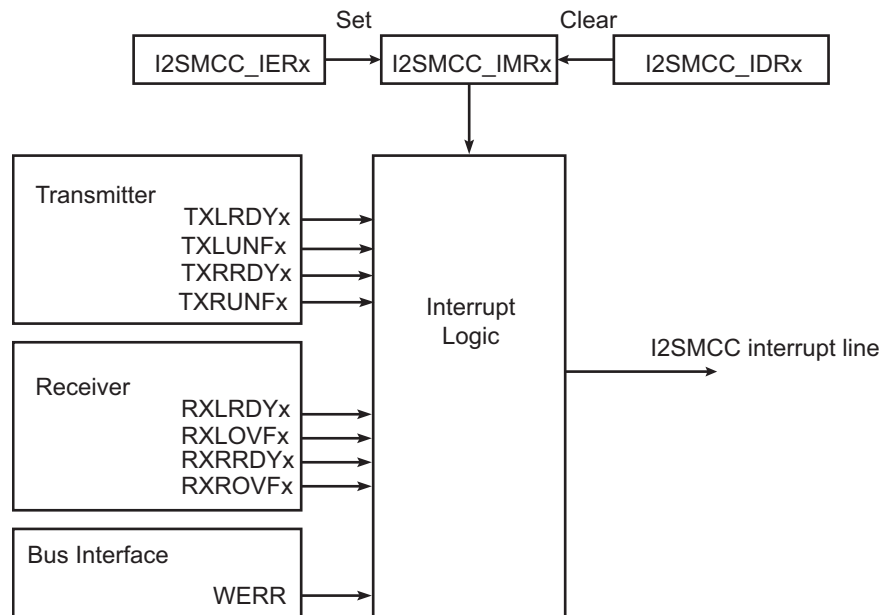 Set
Clear
I2SMCC_IERx
I2SMCC_IMRx
I2SMCC_IDRx
Transmitter
TXLRDYx
TXLUNFx
TXRRDYx
TXRUNFx
Interrupt
Logic
I2SMCC interrupt line
Receiver
RXLRDYx
RXLOVFx
RXRRDYx
RXROVFx
Bus Interface
WERR